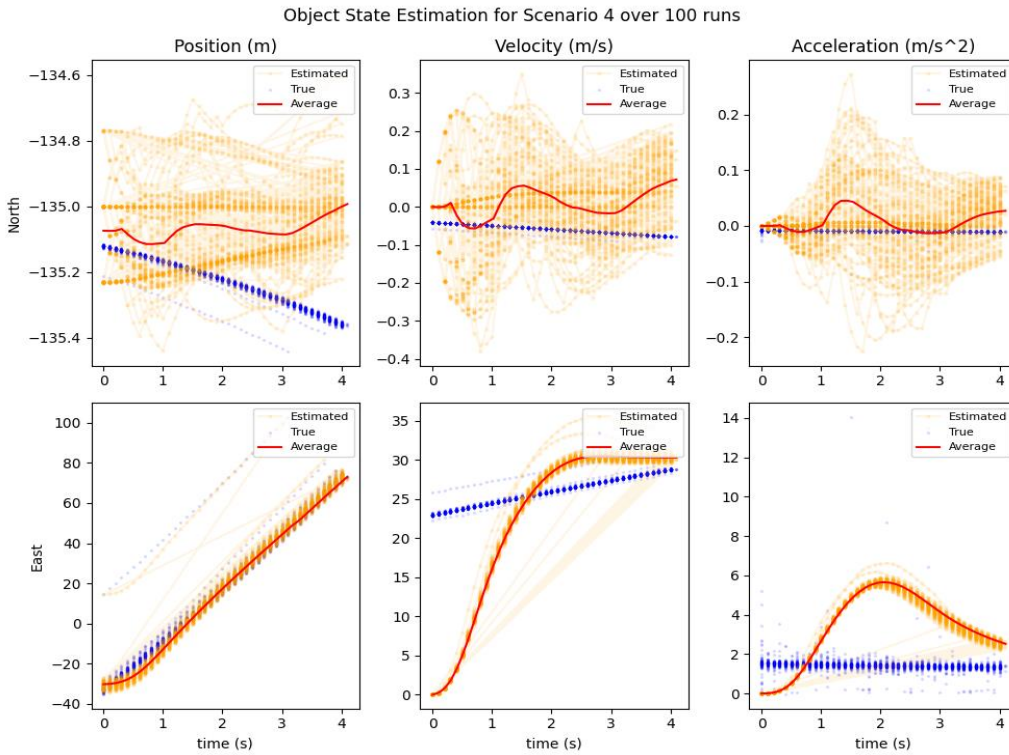 Object State Estimation for Scenario 4 over 100 runs
Position (m)
Velocity (m/s)
Acceleration (m/s^2)
North
−134.6
−134.8
−135.0
−135.2
−135.4
0 1 2 3 4
Estimated
True
Average
0.3
0.2
0.1
0.0
−0.1
−0.2
−0.3
−0.4
0 1 2 3 4
Estimated
True
Average
0.2
0.1
0.0
−0.1
−0.2
0 1 2 3 4
Estimated
True
Average
East
100
80
60
40
20
0
−20
−40
0 1 2 3 4
time (s)
Estimated
True
Average
35
30
25
20
15
10
5
0
0 1 2 3 4
time (s)
Estimated
True
Average
14
12
10
8
6
4
2
0
0 1 2 3 4
time (s)
Estimated
True
Average